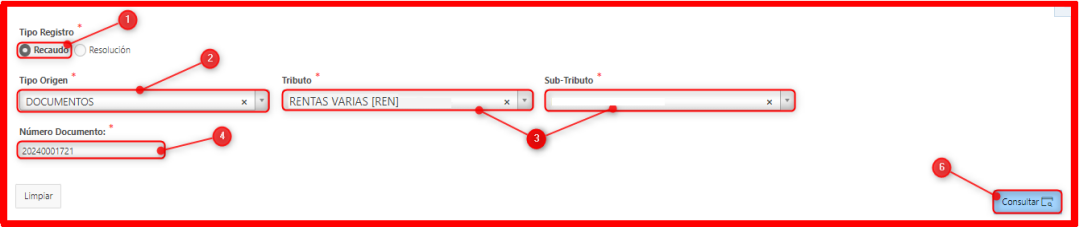 1
Tipo Registro *
Recaudo Resolución
2
Tipo Origen * Tributo * Sub-Tributo *
DOCUMENTOS × RENTAS VARIAS [REN] × ×
3
Número Documento: *
4
20240001721
6
Limpiar Consultar